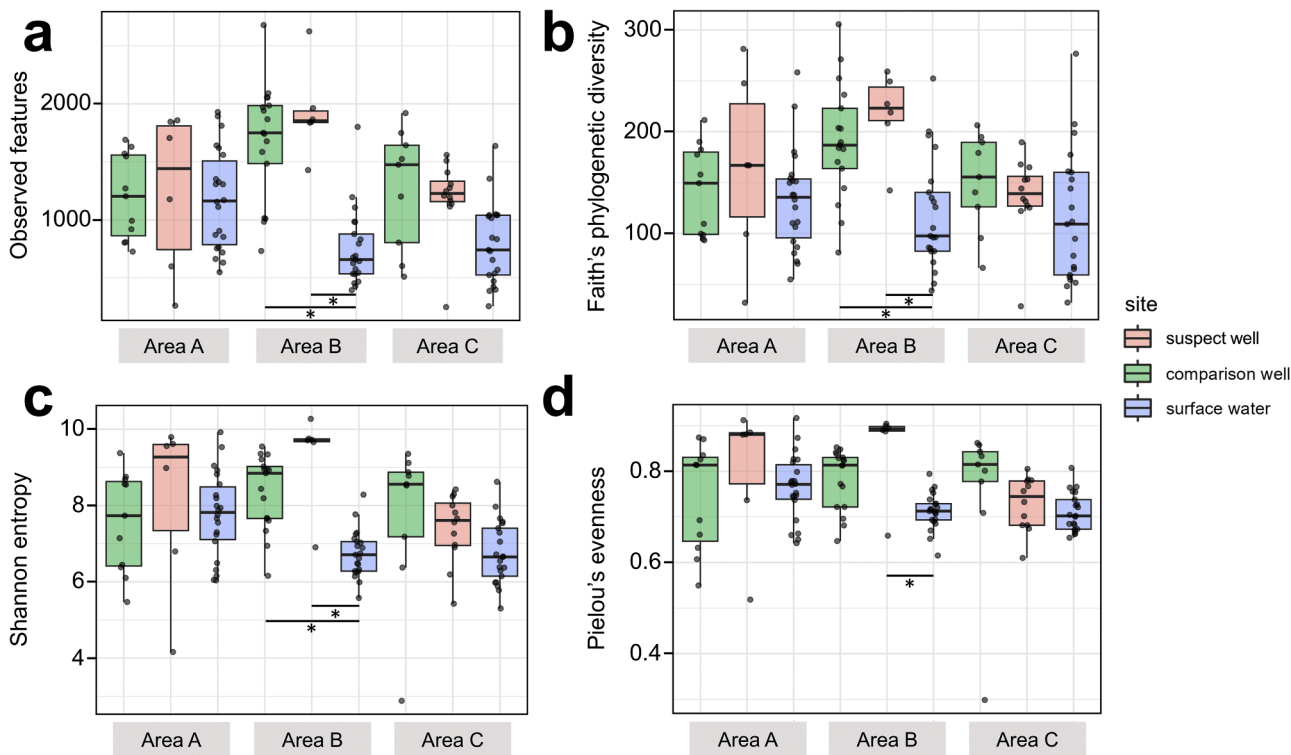 a
Observed features
2000
1000
*
*
Area A
Area B
Area C
b
Faith's phylogenetic diversity
300
200
100
*
*
Area A
Area B
Area C
site
suspect well
comparison well
surface water
c
Shannon entropy
10
8
6
4
*
*
Area A
Area B
Area C
d
Pielou's evenness
0.8
0.6
0.4
*
Area A
Area B
Area C